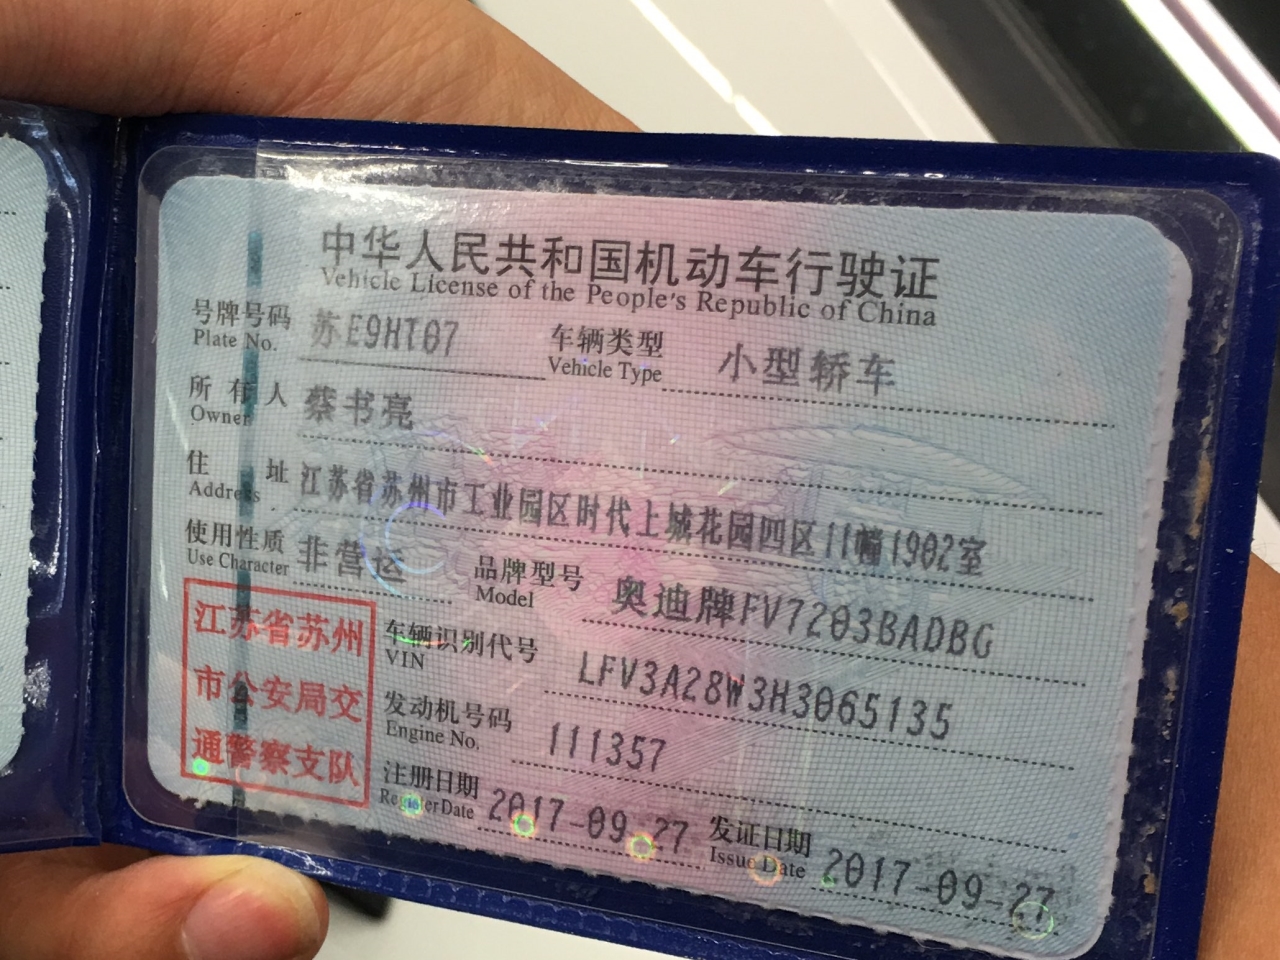 中华人民共和国机动车行驶证
Vehicle License of the People's Republic of China
号牌号码 苏E9HT07 车辆类型 小型轿车
Plate No. Vehicle Type
所有人 蔡书亮
Owner
住址 江苏省苏州市工业园区时代上城花园四区11幢1902室
Address
使用性质 非营运 品牌型号 奥迪牌FV7203BADBG
Use Character Model
江苏省苏州
市公安局交
通警察支队
车辆识别代号 LFV3A28W3H3065135
VIN
发动机号码 111357
Engine No.
注册日期 2017-09-27 发证日期 2017-09-27
Register Date Issue Date